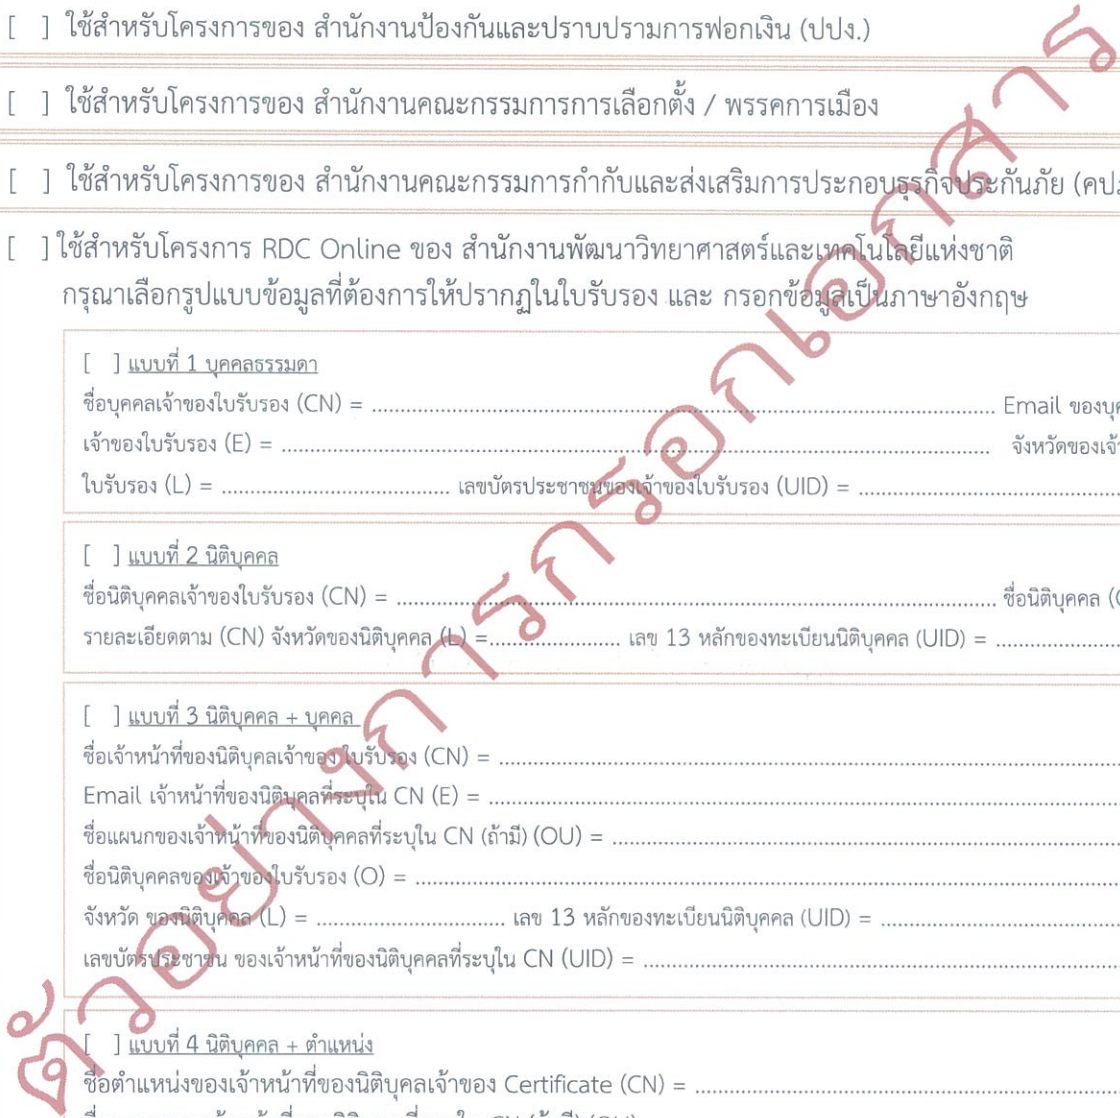 [ ] ใช้สำหรับโครงการของ สำนักงานป้องกันและปราบปรามการฟอกเงิน (ปปง.)
[ ] ใช้สำหรับโครงการของ สำนักงานคณะกรรมการการเลือกตั้ง / พรรคการเมือง
[ ] ใช้สำหรับโครงการของ สำนักงานคณะกรรมการกำกับและส่งเสริมการประกอบธุรกิจประกันภัย (คป
[ ] ใช้สำหรับโครงการ RDC Online ของ สำนักงานพัฒนาวิทยาศาสตร์และเทคโนโลยีแห่งชาติ
กรุณาเลือกรูปแบบข้อมูลที่ต้องการให้ปรากฏในใบรับรอง และ กรอกข้อมูลเป็นภาษาอังกฤษ
[ ] แบบที่ 1 บุคคลธรรมดา
ชื่อบุคคลเจ้าของใบรับรอง (CN) = .................... Email ของบุค
เจ้าของใบรับรอง (E) = .................... จังหวัดของเจ้า
ใบรับรอง (L) = .................... เลขบัตรประชาชนของเจ้าของใบรับรอง (UID) = ....................
[ ] แบบที่ 2 นิติบุคคล
ชื่อนิติบุคคลเจ้าของใบรับรอง (CN) = .................... ชื่อนิติบุคคล (O
รายละเอียดตาม (CN) จังหวัดของนิติบุคคล (L) =.................... เลข 13 หลักของทะเบียนนิติบุคคล (UID) = ....................
[ ] แบบที่ 3 นิติบุคคล + บุคคล
ชื่อเจ้าหน้าที่ของนิติบุคลเจ้าของ ใบรับรอง (CN) = ....................
Email เจ้าหน้าที่ของนิติบุคลที่ระบุใน CN (E) = ....................
ชื่อแผนกของเจ้าหน้าที่ของนิติบุคคลที่ระบุใน CN (ถ้ามี) (OU) = ....................
ชื่อนิติบุคคลของเจ้าของใบรับรอง (O) = ....................
จังหวัด ของนิติบุคคล (L) = .................... เลข 13 หลักของทะเบียนนิติบุคคล (UID) = ....................
เลขบัตรประชาชน ของเจ้าหน้าที่ของนิติบุคคลที่ระบุใน CN (UID) = ....................
[ ] แบบที่ 4 นิติบุคคล + ตำแหน่ง
ชื่อตำแหน่งของเจ้าหน้าที่ของนิติบุคลเจ้าของ Certificate (CN) = ....................
ตัวอย่างการกรอกเอกสาร